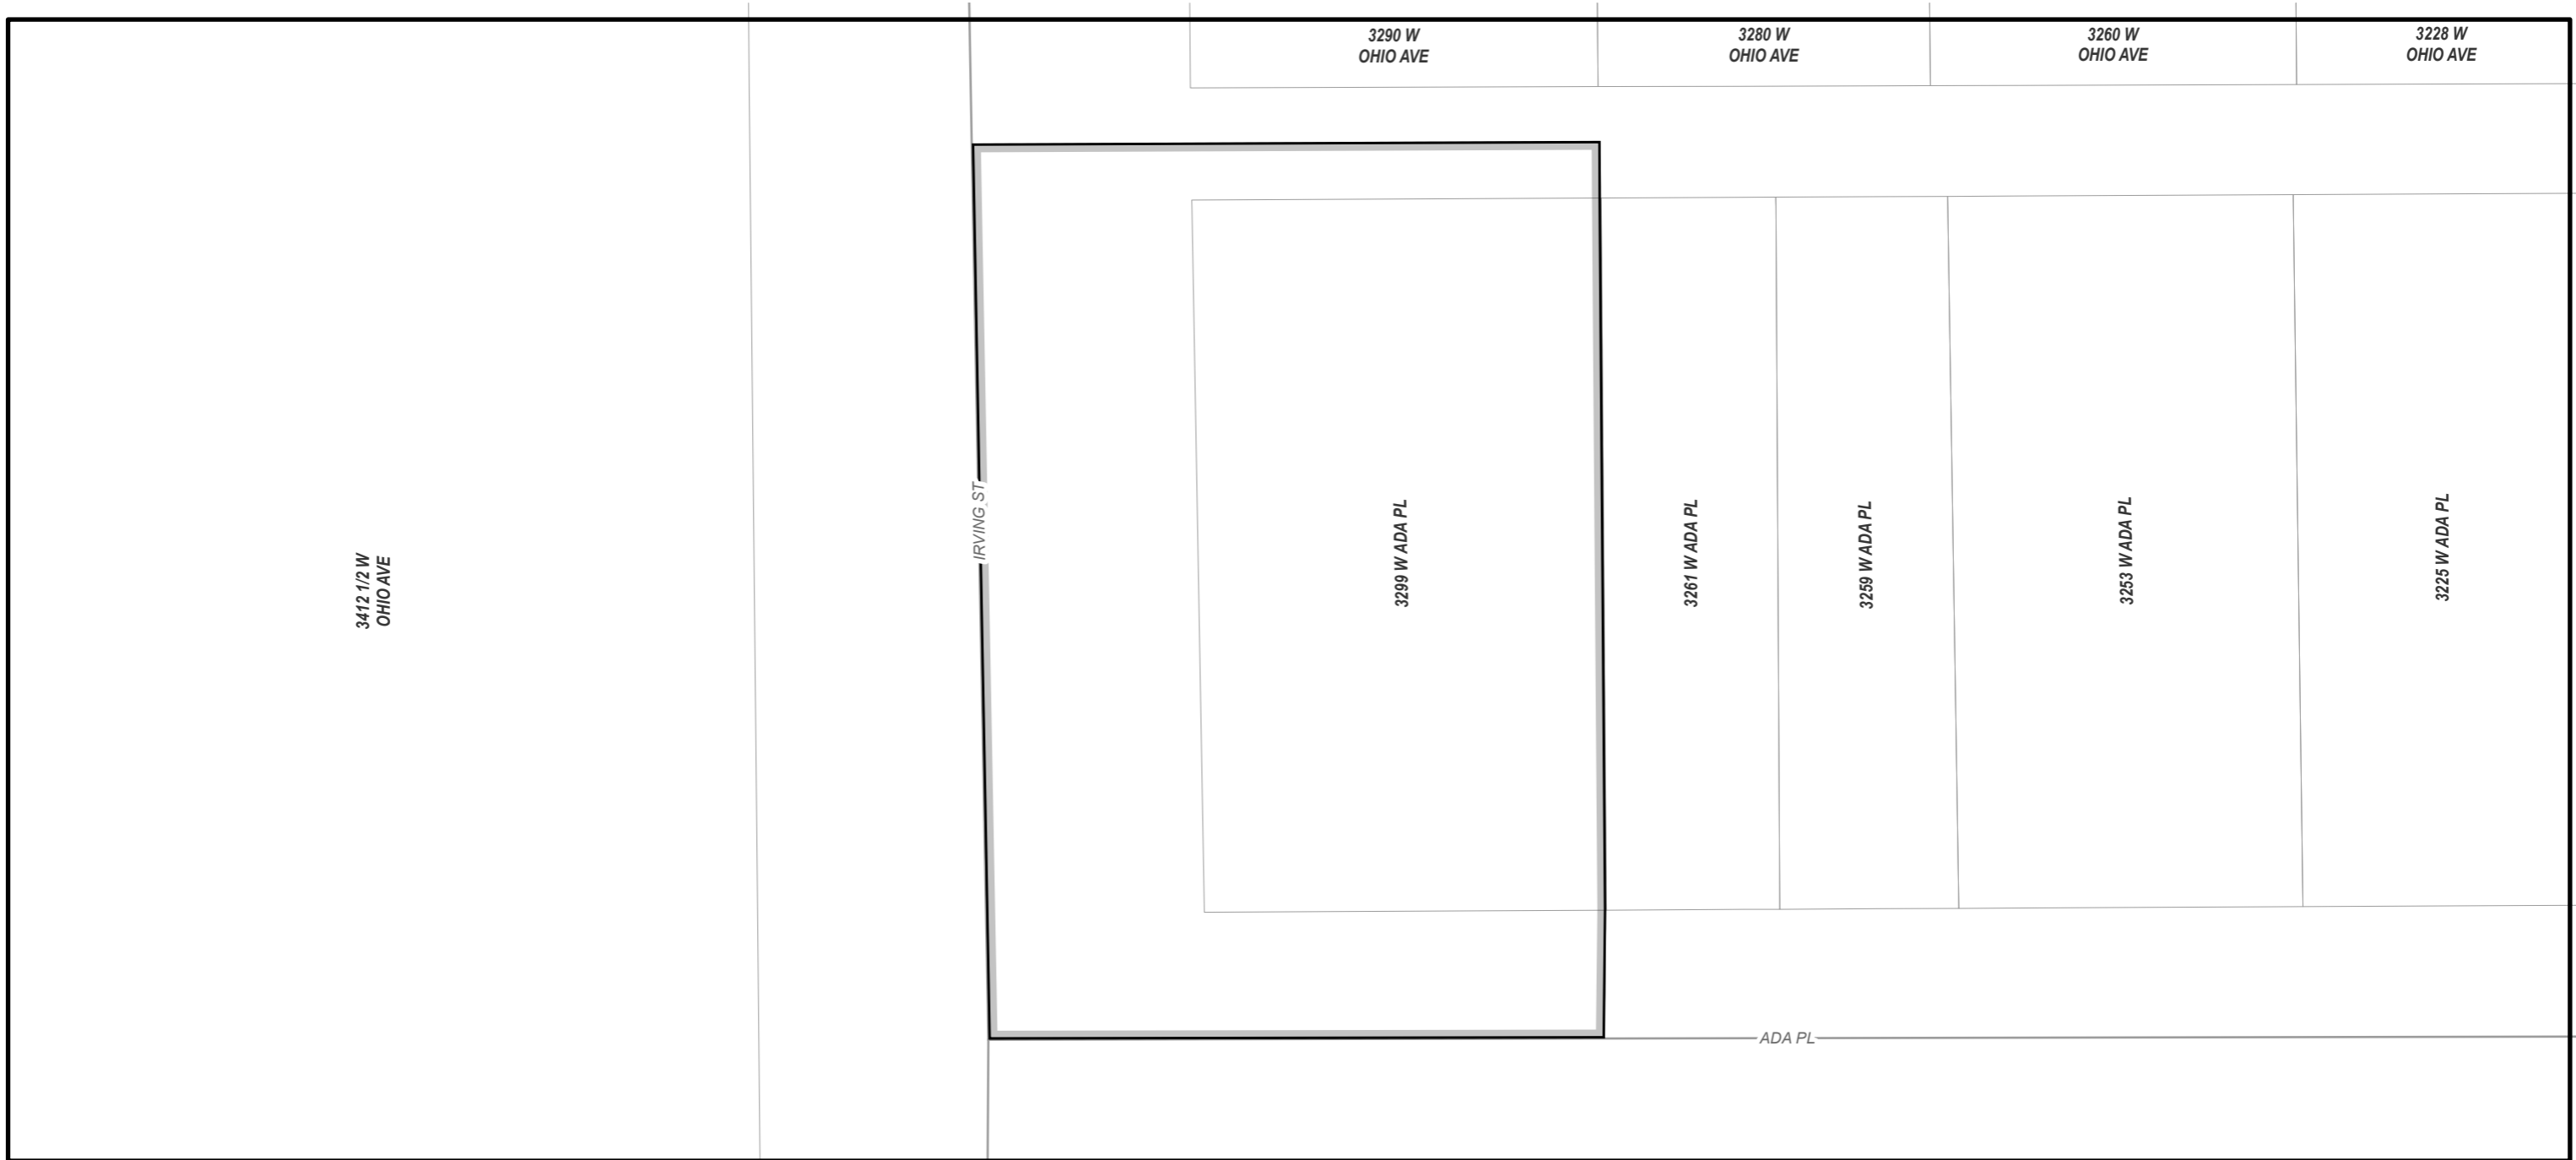 3290 W
OHIO AVE
3280 W
OHIO AVE
3260 W
OHIO AVE
3228 W
OHIO AVE
3412 1/2 W
OHIO AVE
IRVING ST
3299 W ADA PL
3261 W ADA PL
3259 W ADA PL
3253 W ADA PL
3225 W ADA PL
ADA PL